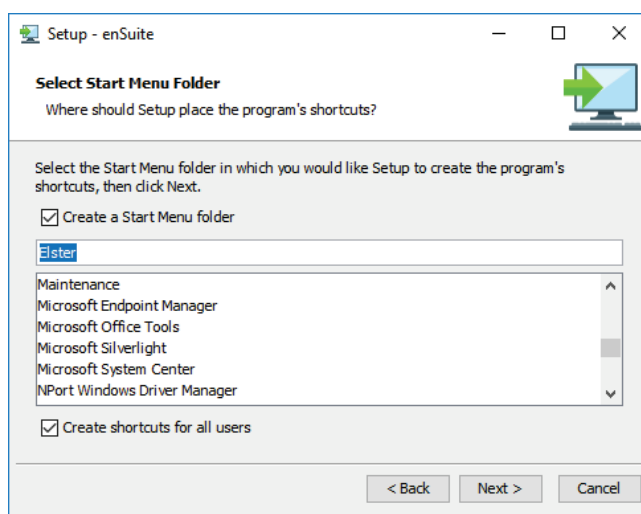 Setup - enSuite
Select Start Menu Folder
Where should Setup place the program's shortcuts?
Select the Start Menu folder in which you would like Setup to create the program's
shortcuts, then click Next.
Create a Start Menu folder
Elster
Maintenance
Microsoft Endpoint Manager
Microsoft Office Tools
Microsoft Silverlight
Microsoft System Center
NPort Windows Driver Manager
Create shortcuts for all users
< Back Next > Cancel